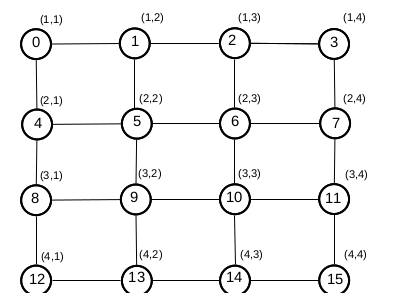 (1,1) (1,2) (1,3) (1,4)
0 1 2 3
(2,1) (2,2) (2,3) (2,4)
4 5 6 7
(3,1) (3,2) (3,3) (3,4)
8 9 10 11
(4,1) (4,2) (4,3) (4,4)
12 13 14 15